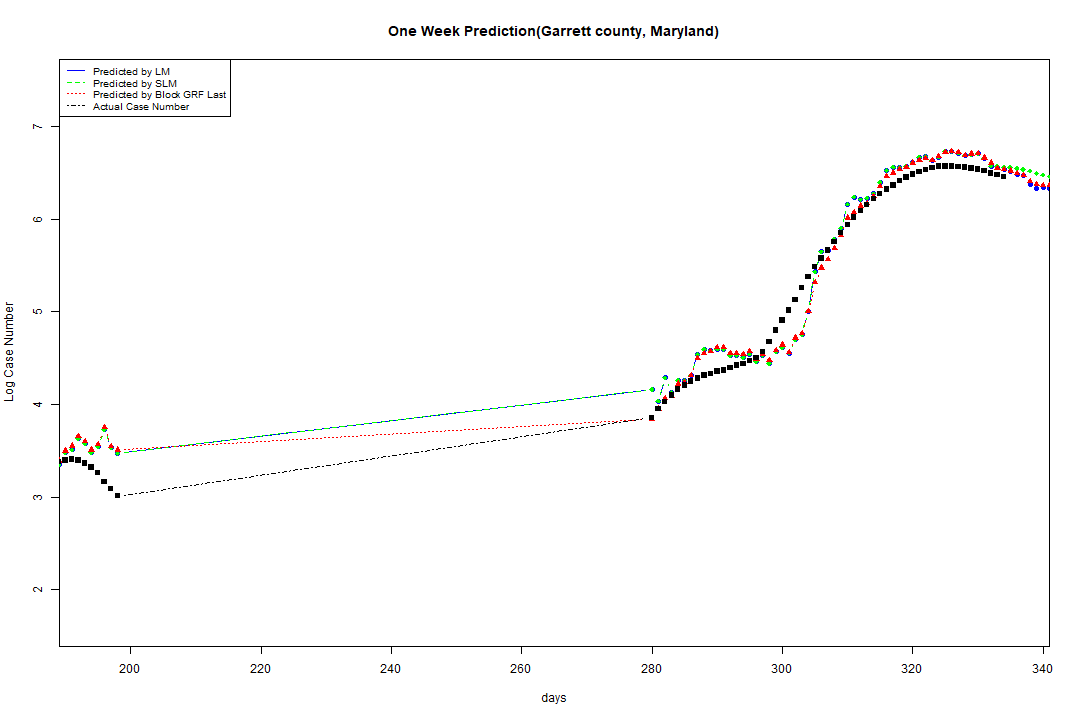 One Week Prediction(Garrett county, Maryland)
Predicted by LM
Predicted by SLM
Predicted by Block GRF Last
Actual Case Number
Log Case Number
7
6
5
4
3
2
200 220 240 260 280 300 320 340
days